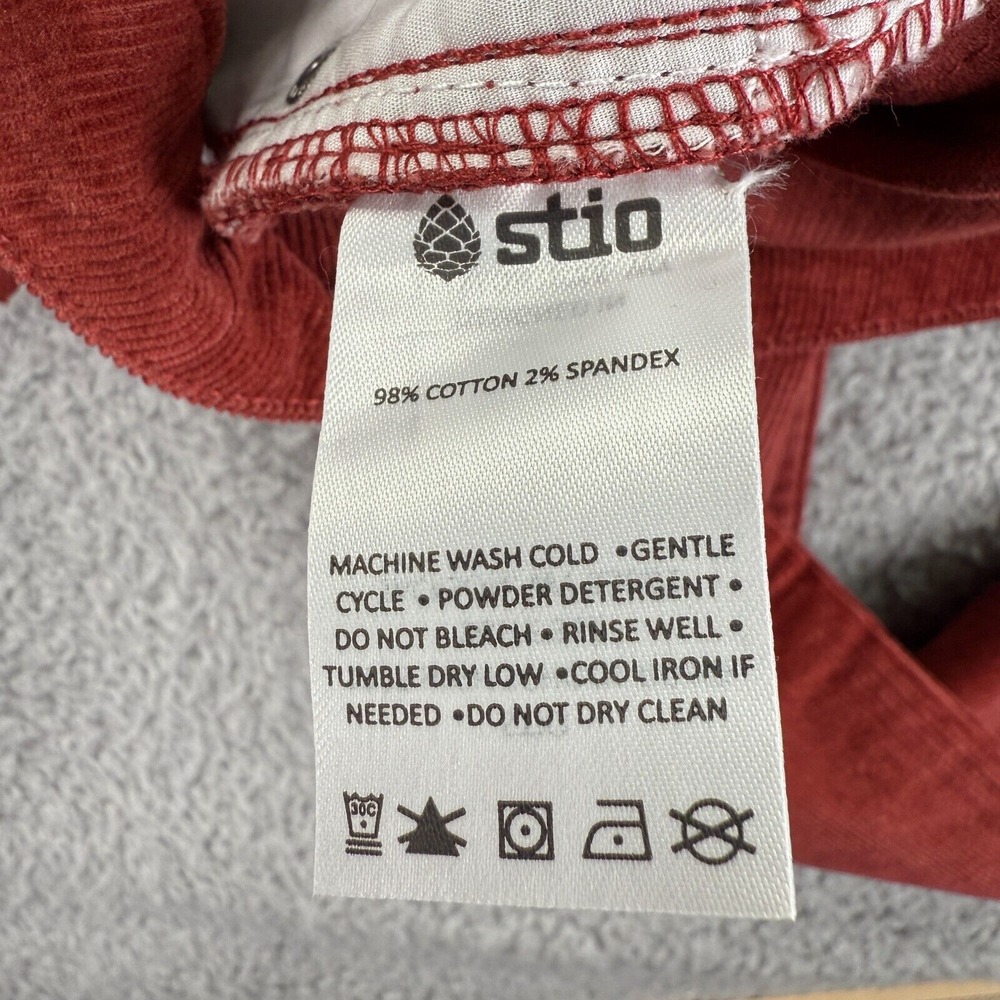 stio
98% COTTON 2% SPANDEX
MACHINE WASH COLD •GENTLE
CYCLE • POWDER DETERGENT •
DO NOT BLEACH • RINSE WELL •
TUMBLE DRY LOW •COOL IRON IF
NEEDED •DO NOT DRY CLEAN
30C